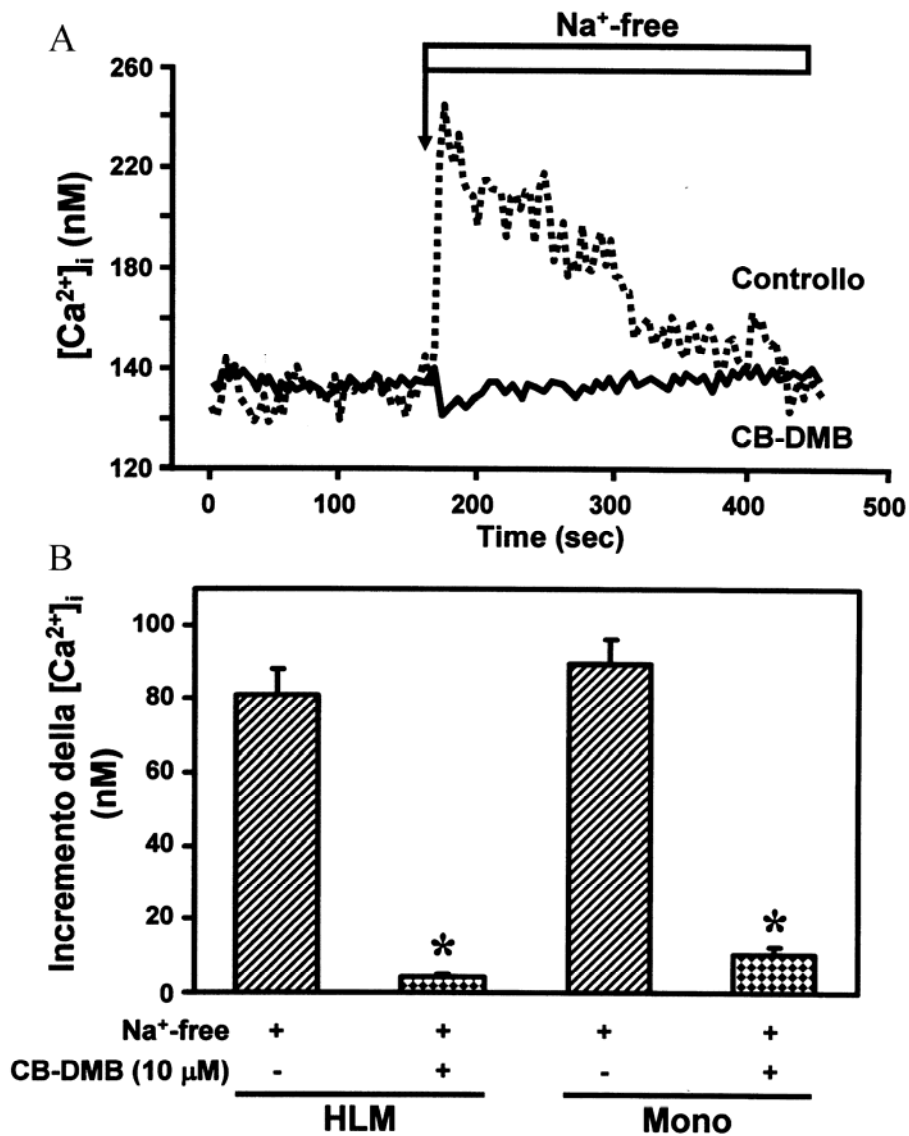 A
Na⁺-free
260
220
180
140
120
[Ca²⁺]ᵢ (nM)
Controllo
CB-DMB
0 100 200 300 400 500
Time (sec)
B
Incremento della [Ca²⁺]ᵢ
(nM)
100
80
60
40
20
0
* *
Na⁺-free + + + +
CB-DMB (10 µM) - + - +
HLM Mono